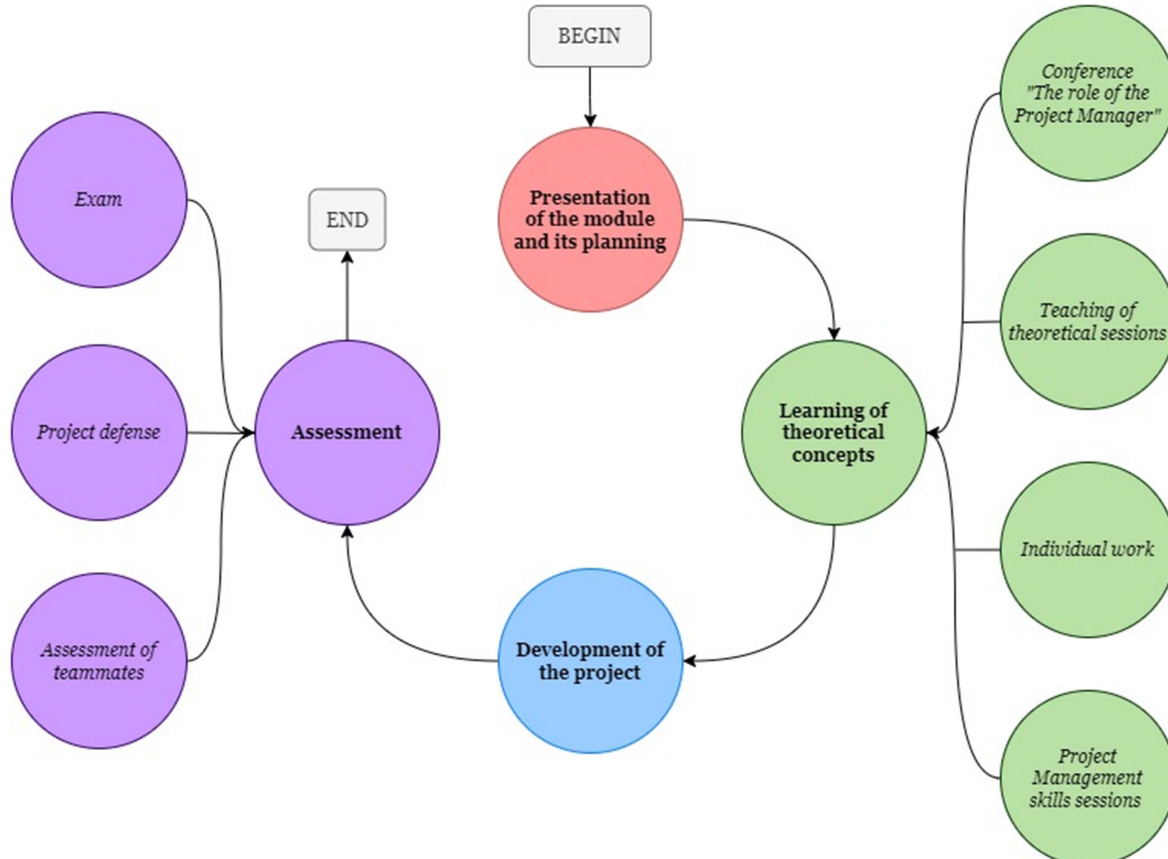 BEGIN
Conference
"The role of the
Project Manager"
Presentation
of the module
and its planning
Exam
END
Teaching of
theoretical sessions
Learning of
theoretical
concepts
Assessment
Project defense
Individual work
Development of
the project
Assessment of
teammates
Project
Management
skills sessions